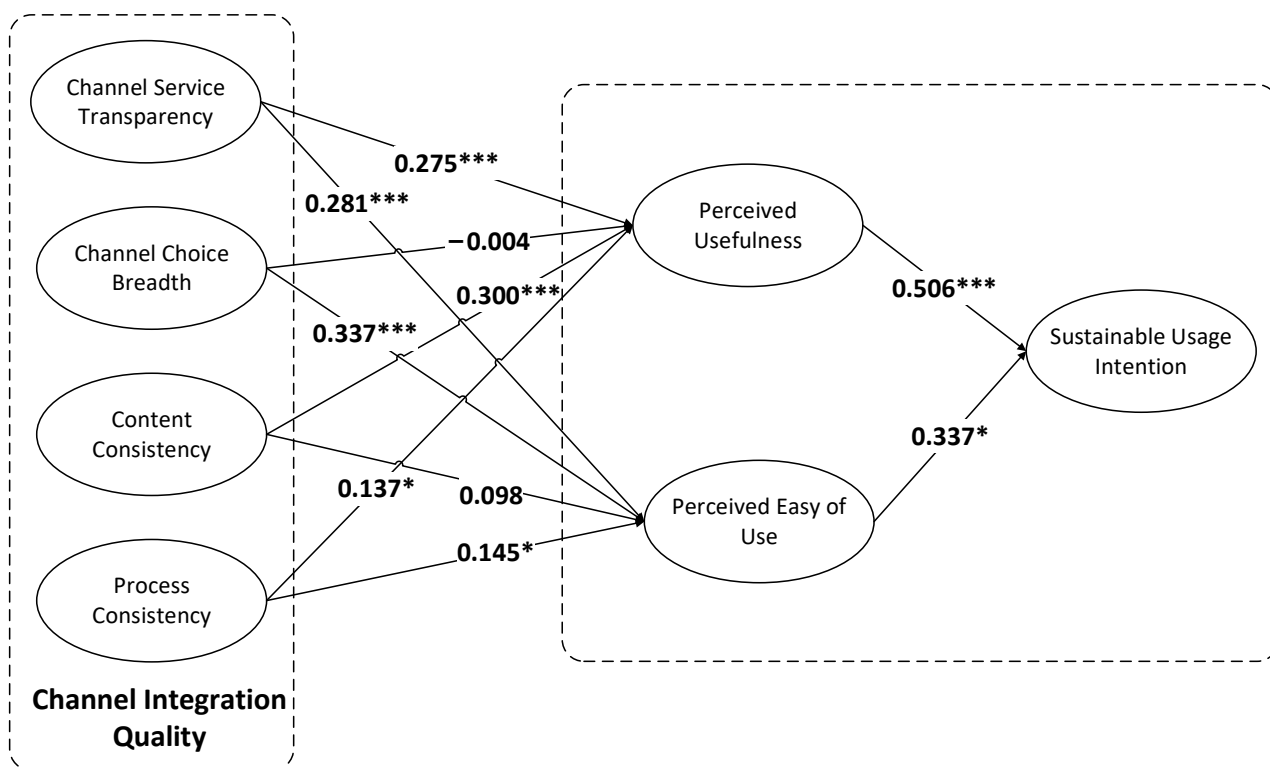 Channel Service
Transparency
Channel Choice
Breadth
Content
Consistency
Process
Consistency
Channel Integration
Quality
0.275***
0.281***
−0.004
0.300***
0.337***
0.137*
0.098
0.145*
Perceived
Usefulness
Perceived Easy of
Use
0.506***
0.337*
Sustainable Usage
Intention